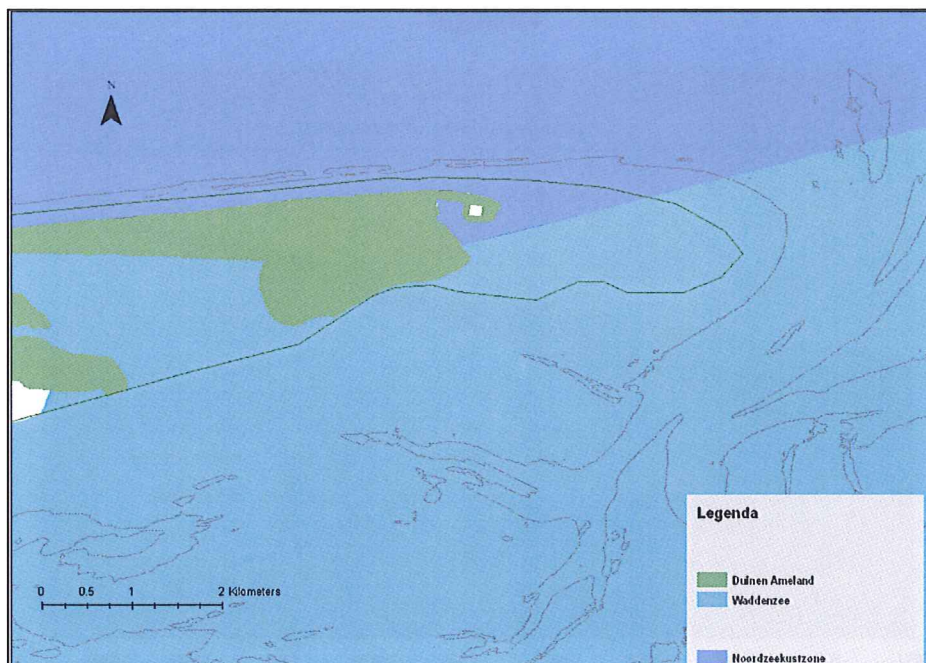 N
0 0.5 1 2 Kilometers
Legenda
Duinen Ameland
Waddenzee
Noordzeekustzone